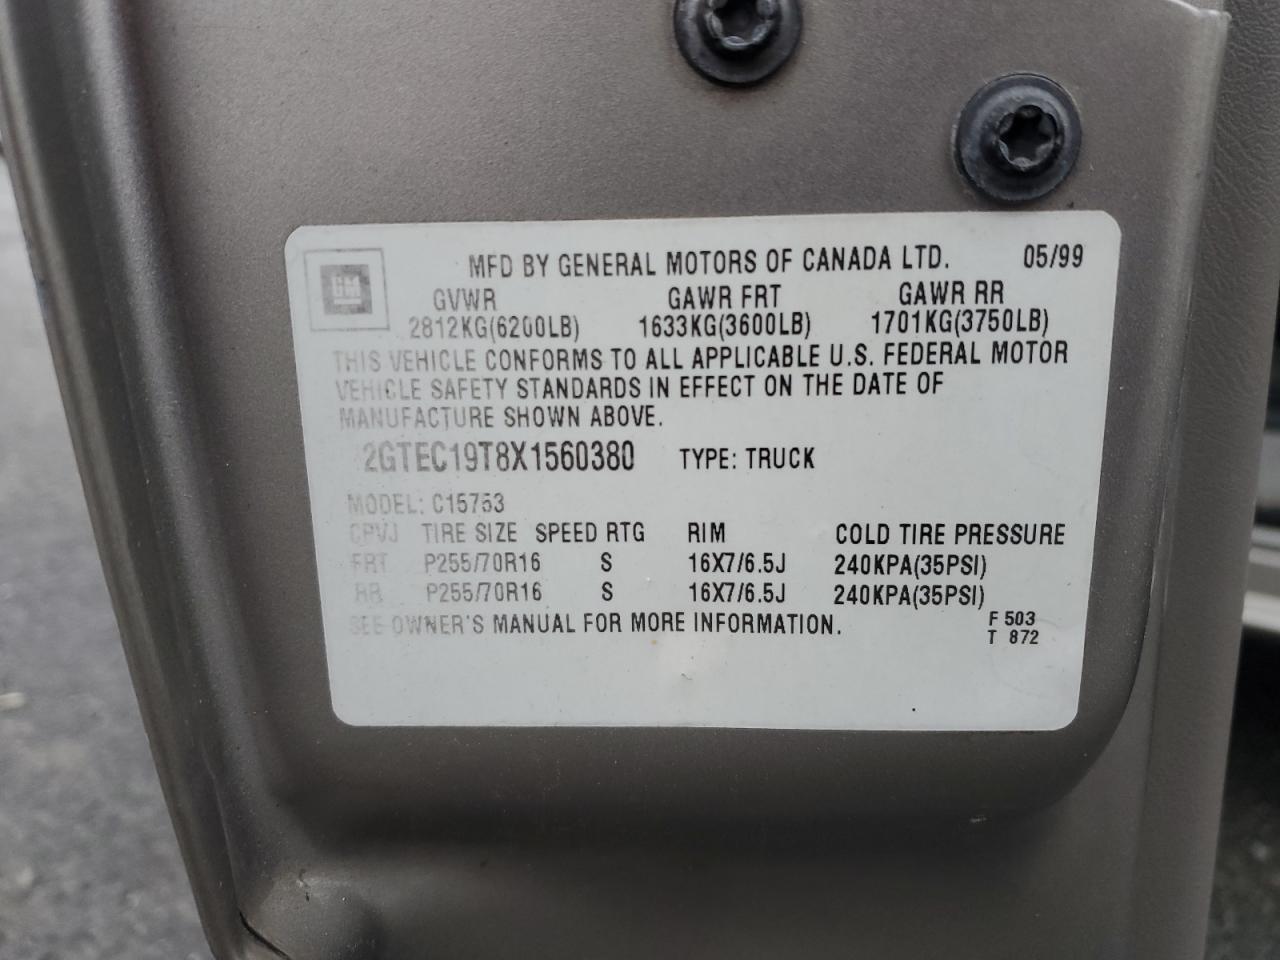 GM
MFD BY GENERAL MOTORS OF CANADA LTD. 05/99
GVWR GAWR FRT GAWR RR
2812KG(6200LB) 1633KG(3600LB) 1701KG(3750LB)
THIS VEHICLE CONFORMS TO ALL APPLICABLE U.S. FEDERAL MOTOR
VEHICLE SAFETY STANDARDS IN EFFECT ON THE DATE OF
MANUFACTURE SHOWN ABOVE.
2GTEC19T8X1560380 TYPE: TRUCK
MODEL: C15753
TIRE SIZE SPEED RTG RIM COLD TIRE PRESSURE
FRT P255/70R16 S 16X7/6.5J 240KPA(35PSI)
RR P255/70R16 S 16X7/6.5J 240KPA(35PSI)
SEE OWNER'S MANUAL FOR MORE INFORMATION.
F 503
T 872